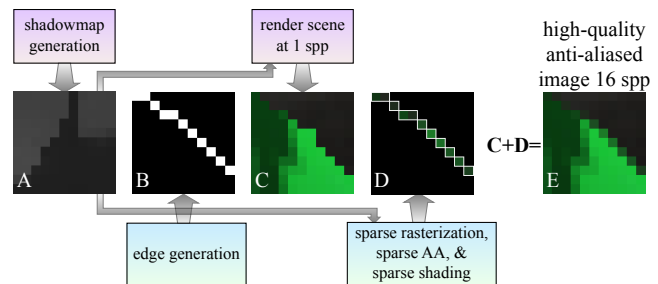 shadowmap
generation
render scene
at 1 spp
high-quality
anti-aliased
image 16 spp
A
B
C
D
C+D=
E
edge generation
sparse rasterization,
sparse AA, &
sparse shading